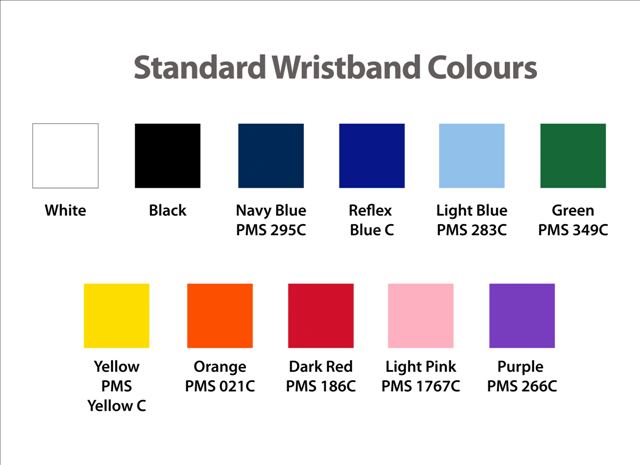 Standard Wristband Colours
White
Black
Navy Blue
PMS 295C
Reflex
Blue C
Light Blue
PMS 283C
Green
PMS 349C
Yellow
PMS
Yellow C
Orange
PMS 021C
Dark Red
PMS 186C
Light Pink
PMS 1767C
Purple
PMS 266C